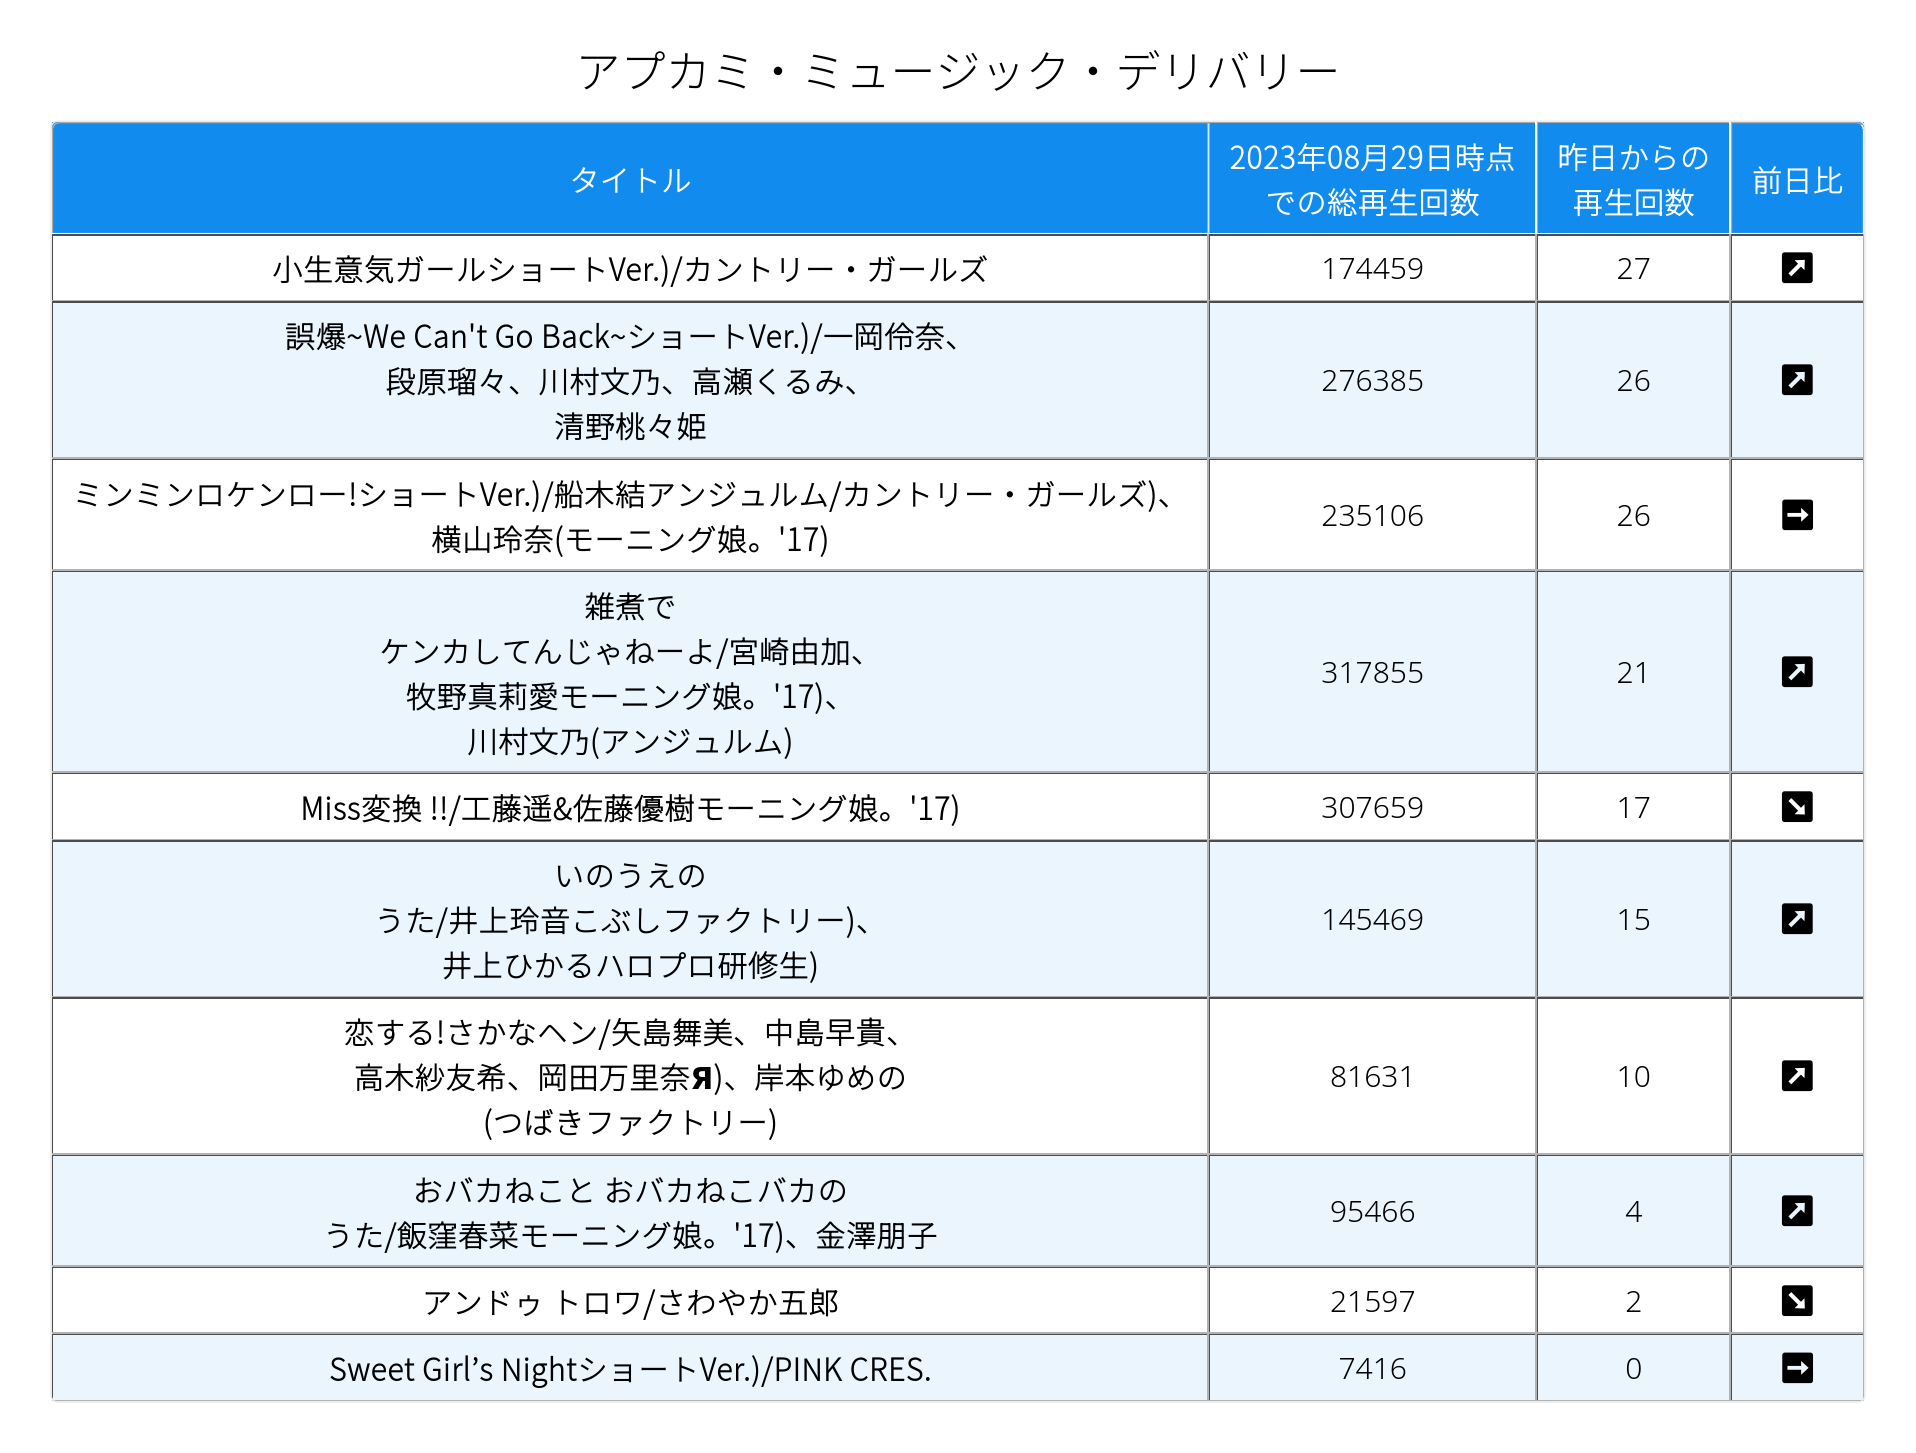 アプカミ・ミュージック・デリバリー
タイトル
2023年08月29日時点
での総再生回数
昨日からの
再生回数
前日比
小生意気ガールショートVer.)/カントリー・ガールズ
174459
27
誤爆~We Can't Go Back~ショートVer.)/一岡伶奈、
段原瑠々、川村文乃、高瀬くるみ、
清野桃々姫
276385
26
ミンミンロケンロー!ショートVer.)/船木結アンジュルム/カントリー・ガールズ)、
横山玲奈(モーニング娘。'17)
235106
26
雑煮で
ケンカしてんじゃねーよ/宮崎由加、
牧野真莉愛モーニング娘。'17)、
川村文乃(アンジュルム)
317855
21
Miss変換 !!/工藤遥&佐藤優樹モーニング娘。'17)
307659
17
いのうえの
うた/井上玲音こぶしファクトリー)、
井上ひかるハロプロ研修生)
145469
15
恋する!さかなヘン/矢島舞美、中島早貴、
高木紗友希、岡田万里奈Я)、岸本ゆめの
(つばきファクトリー)
81631
10
おバカねこと おバカねこバカの
うた/飯窪春菜モーニング娘。'17)、金澤朋子
95466
4
アンドゥ トロワ/さわやか五郎
21597
2
Sweet Girl’s NightショートVer.)/PINK CRES.
7416
0